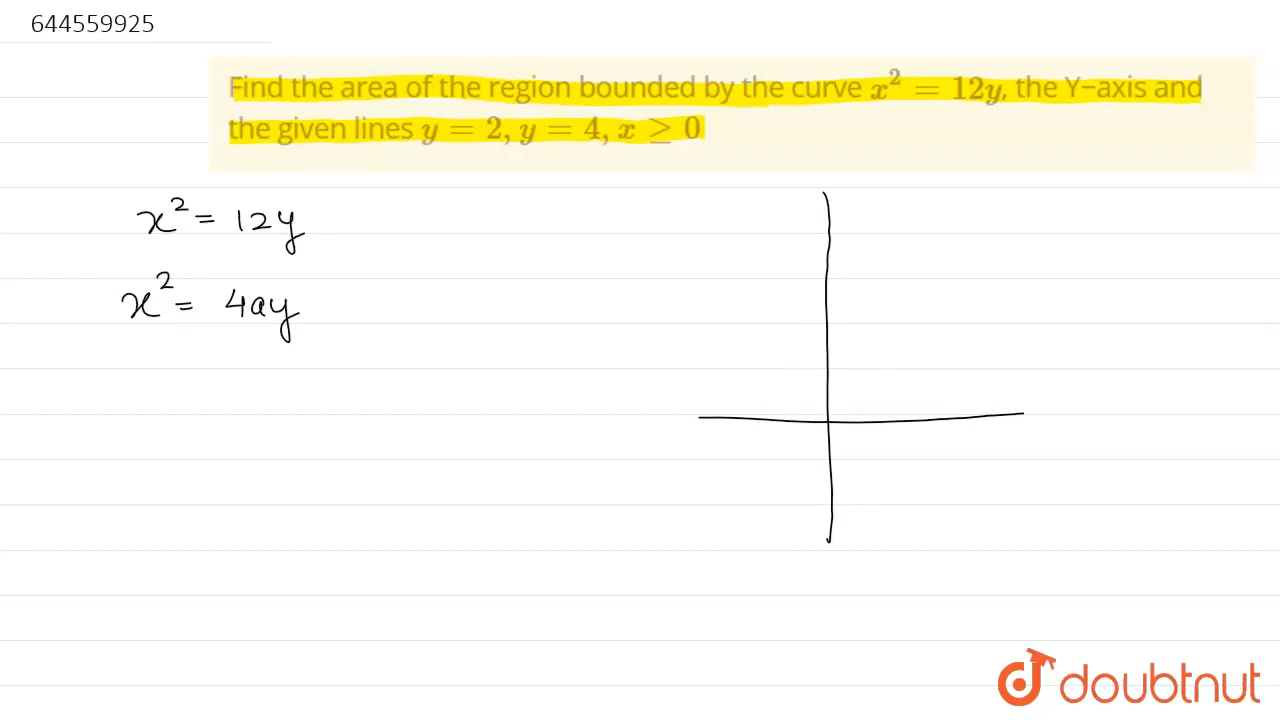 644559925
Find the area of the region bounded by the curve x² = 12y, the Y−axis and
the given lines y = 2, y = 4, x ≥ 0
x² = 12y
x² = 4ay
doubtnut